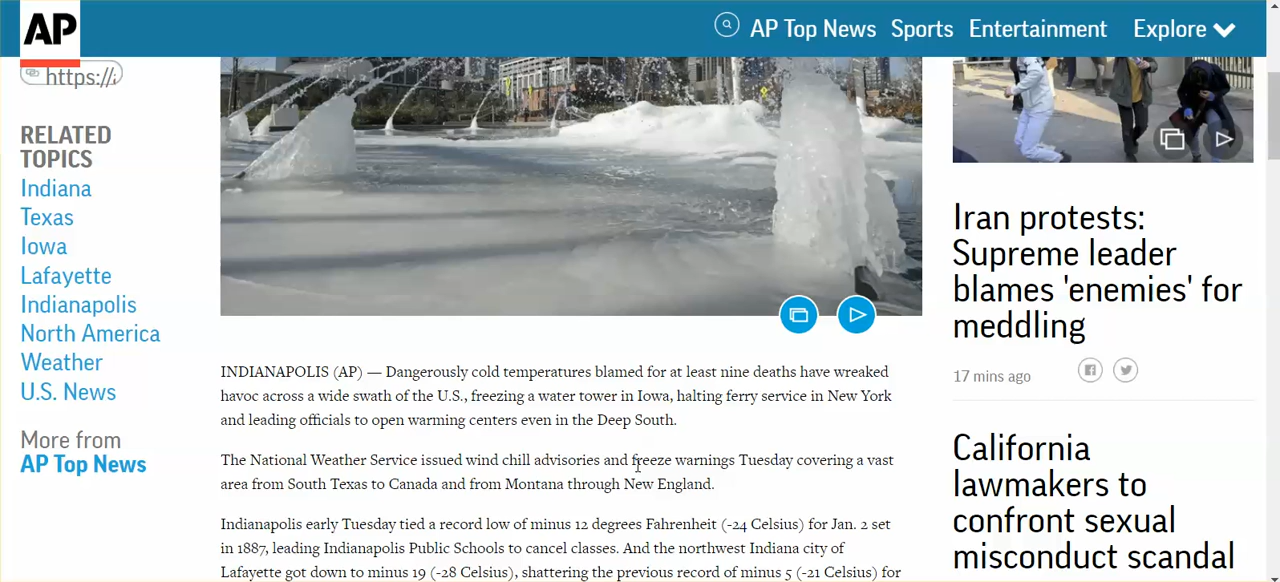 AP
AP Top News Sports Entertainment Explore
https://i
RELATED
TOPICS
Indiana
Texas
Iowa
Lafayette
Indianapolis
North America
Weather
U.S. News
More from
AP Top News
INDIANAPOLIS (AP) — Dangerously cold temperatures blamed for at least nine deaths have wreaked
havoc across a wide swath of the U.S., freezing a water tower in Iowa, halting ferry service in New York
and leading officials to open warming centers even in the Deep South.
The National Weather Service issued wind chill advisories and freeze warnings Tuesday covering a vast
area from South Texas to Canada and from Montana through New England.
Indianapolis early Tuesday tied a record low of minus 12 degrees Fahrenheit (-24 Celsius) for Jan. 2 set
in 1887, leading Indianapolis Public Schools to cancel classes. And the northwest Indiana city of
Lafayette got down to minus 19 (-28 Celsius), shattering the previous record of minus 5 (-21 Celsius) for
Iran protests:
Supreme leader
blames 'enemies' for
meddling
17 mins ago
California
lawmakers to
confront sexual
misconduct scandal